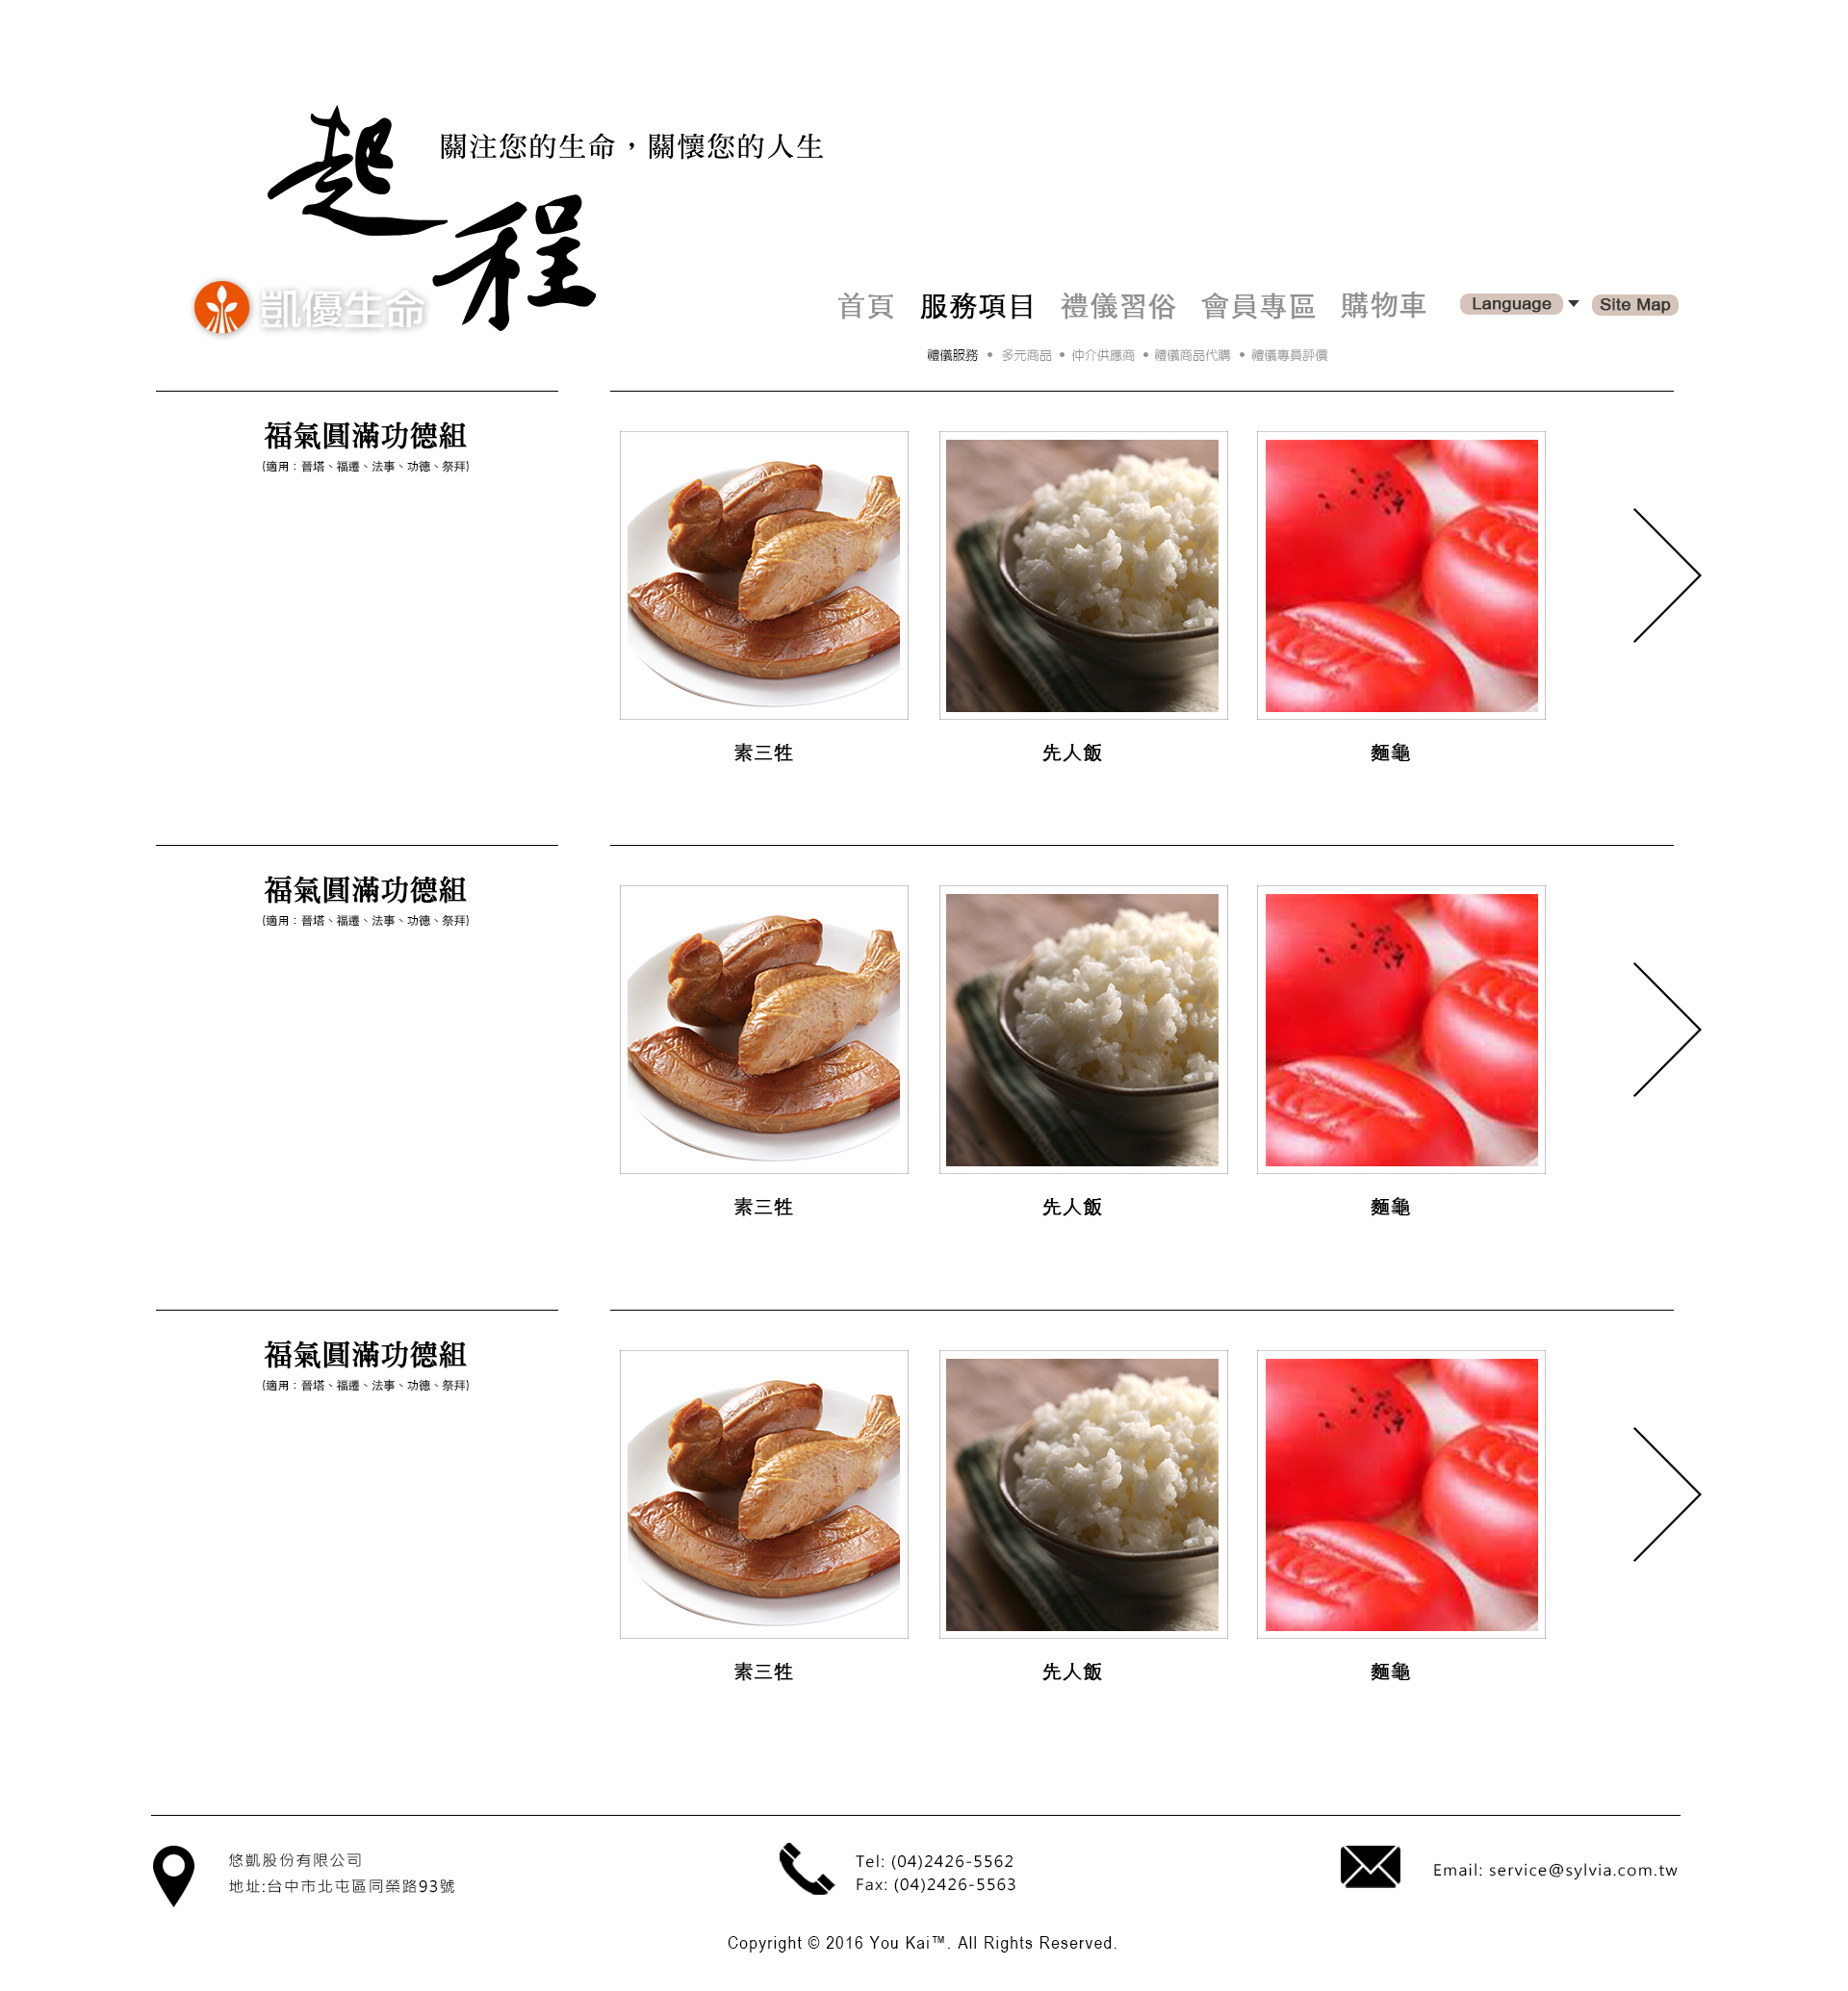 起程
關注您的生命，關懷您的人生
凱優生命
首頁 服務項目 禮儀習俗 會員專區 購物車 Language Site Map
禮儀服務 • 多元商品 • 仲介供應商 • 禮儀商品代購 • 禮儀專員評價
福氣圓滿功德組
(適用：晉塔、福遷、法事、功德、祭拜)
素三牲 先人飯 麵龜
福氣圓滿功德組
(適用：晉塔、福遷、法事、功德、祭拜)
素三牲 先人飯 麵龜
福氣圓滿功德組
(適用：晉塔、福遷、法事、功德、祭拜)
素三牲 先人飯 麵龜
悠凱股份有限公司
地址:台中市北屯區同榮路93號
Tel: (04)2426-5562
Fax: (04)2426-5563
Email: service@sylvia.com.tw
Copyright © 2016 You Kai™. All Rights Reserved.